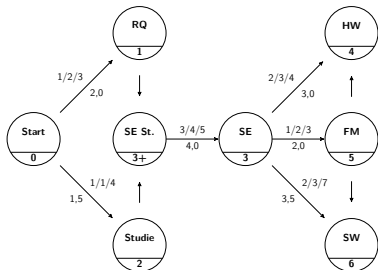 RQ
1
HW
4
1/2/3
2,0
2/3/4
3,0
Start
0
SE St.
3+
3/4/5
4,0
SE
3
1/2/3
2,0
FM
5
1/1/4
1,5
2/3/7
3,5
Studie
2
SW
6